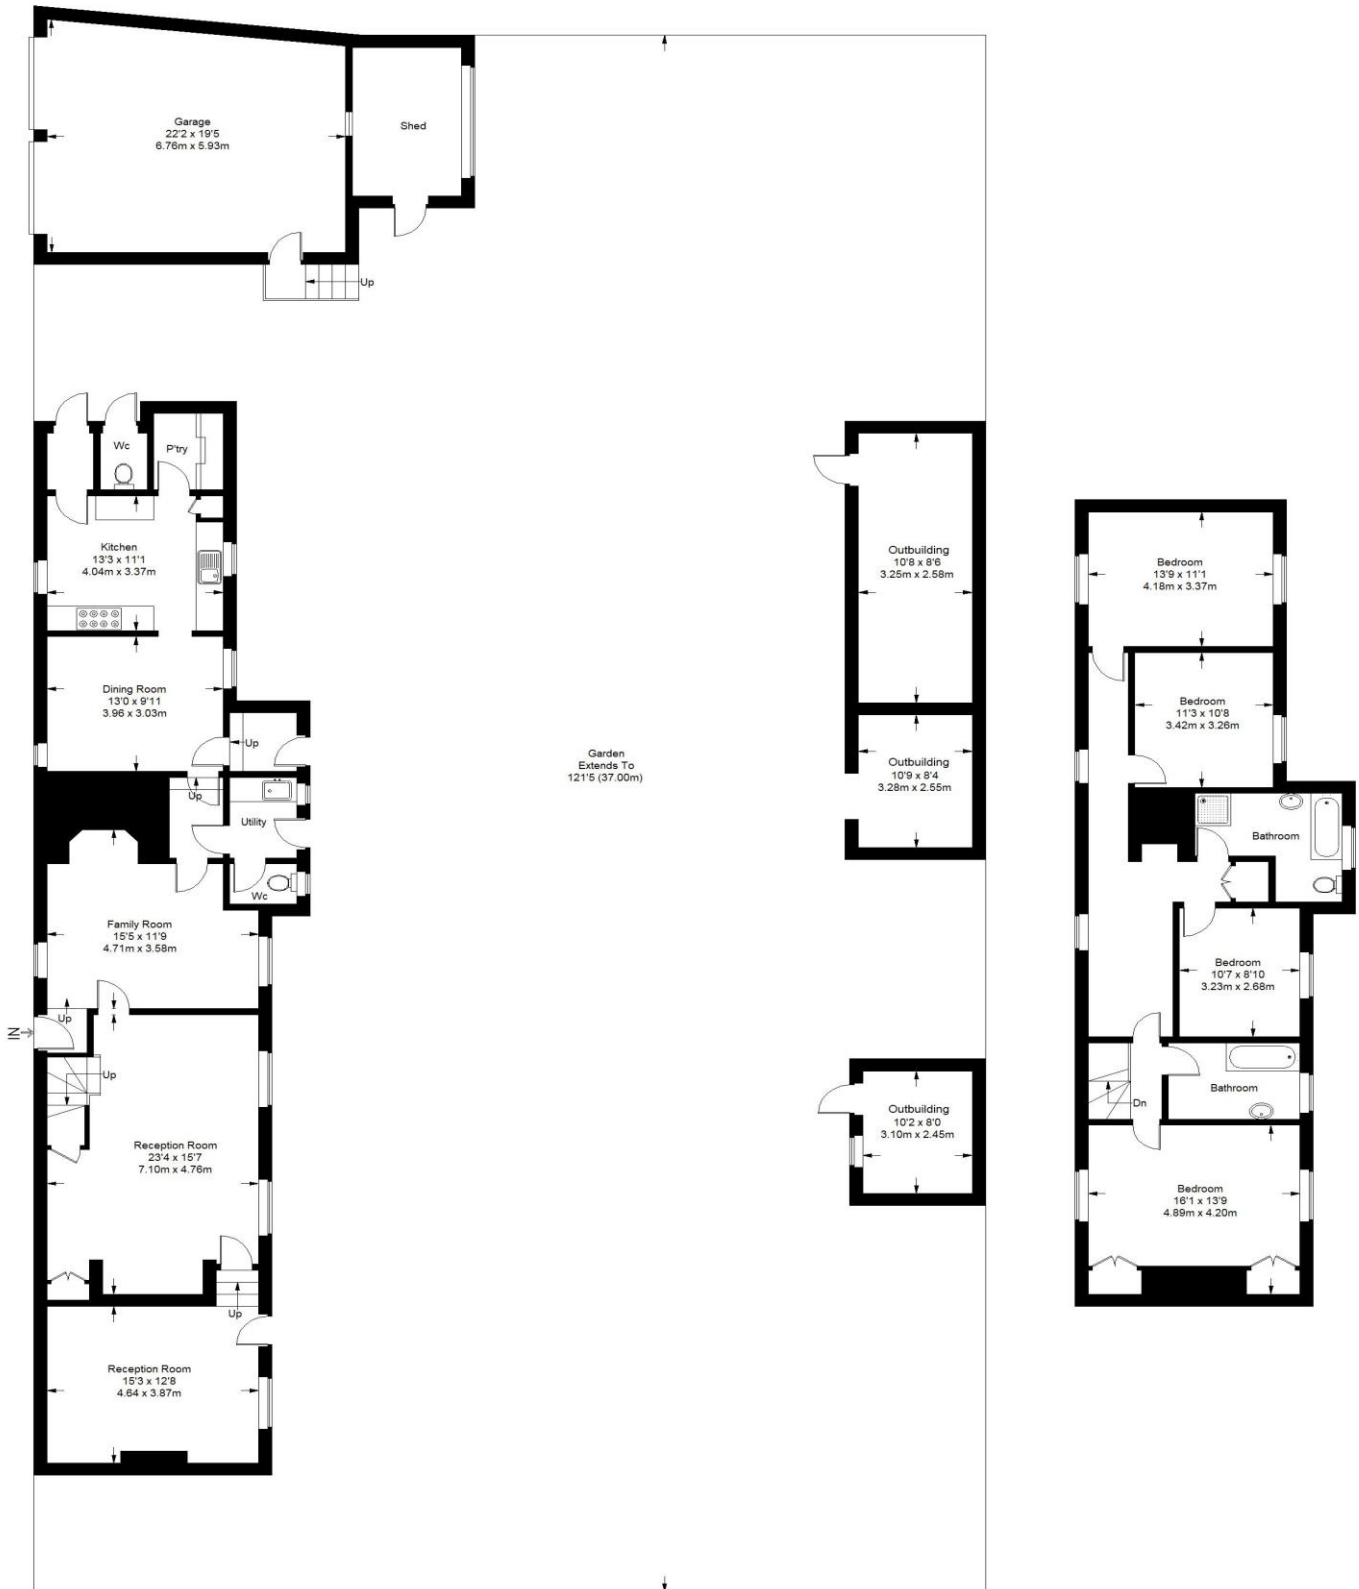 Garage
22'2 x 19'5
6.76m x 5.93m
Shed
Up
Wc
P'try
Kitchen
13'3 x 11'1
4.04m x 3.37m
Dining Room
13'0 x 9'11
3.96 x 3.03m
Up
Up
Utility
Wc
Family Room
15'5 x 11'9
4.71m x 3.58m
Up
IN
Up
Reception Room
23'4 x 15'7
7.10m x 4.76m
Up
Reception Room
15'3 x 12'8
4.64 x 3.87m
Garden
Extends To
121'5 (37.00m)
Outbuilding
10'8 x 8'6
3.25m x 2.58m
Outbuilding
10'9 x 8'4
3.28m x 2.55m
Outbuilding
10'2 x 8'0
3.10m x 2.45m
Bedroom
13'9 x 11'1
4.18m x 3.37m
Bedroom
11'3 x 10'8
3.42m x 3.26m
Bathroom
Bedroom
10'7 x 8'10
3.23m x 2.68m
Bathroom
Dn
Bedroom
16'1 x 13'9
4.89m x 4.20m